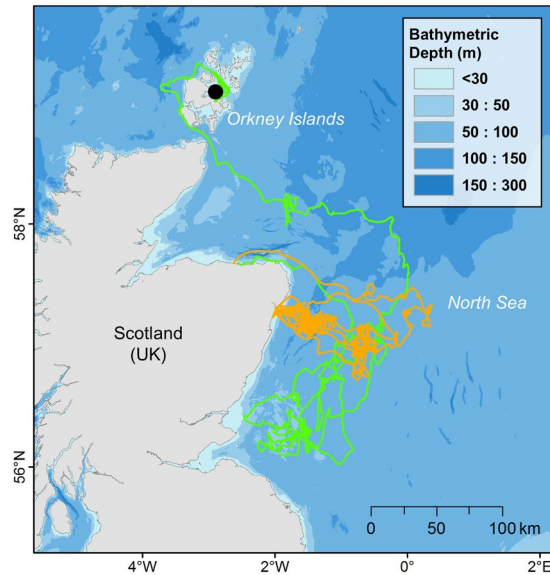 Bathymetric
Depth (m)
<30
30 : 50
50 : 100
100 : 150
150 : 300
Orkney Islands
58°N
North Sea
Scotland
(UK)
56°N
0 50 100 km
4°W 2°W 0° 2°E